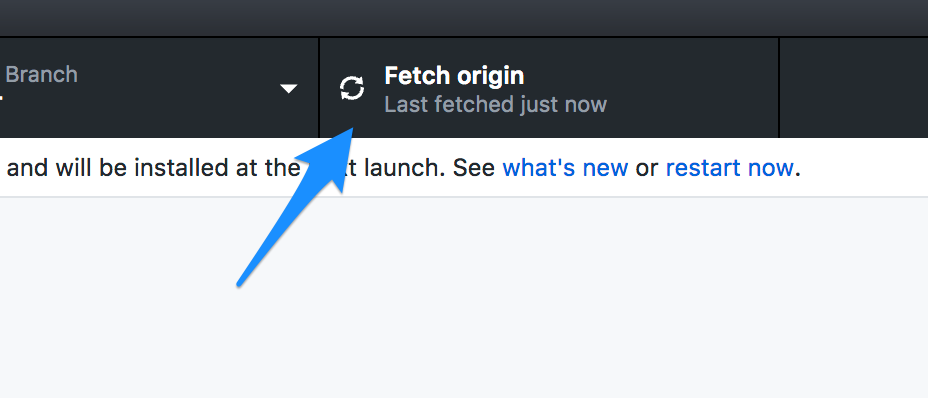 Branch
Fetch origin
Last fetched just now
and will be installed at the launch. See what's new or restart now.